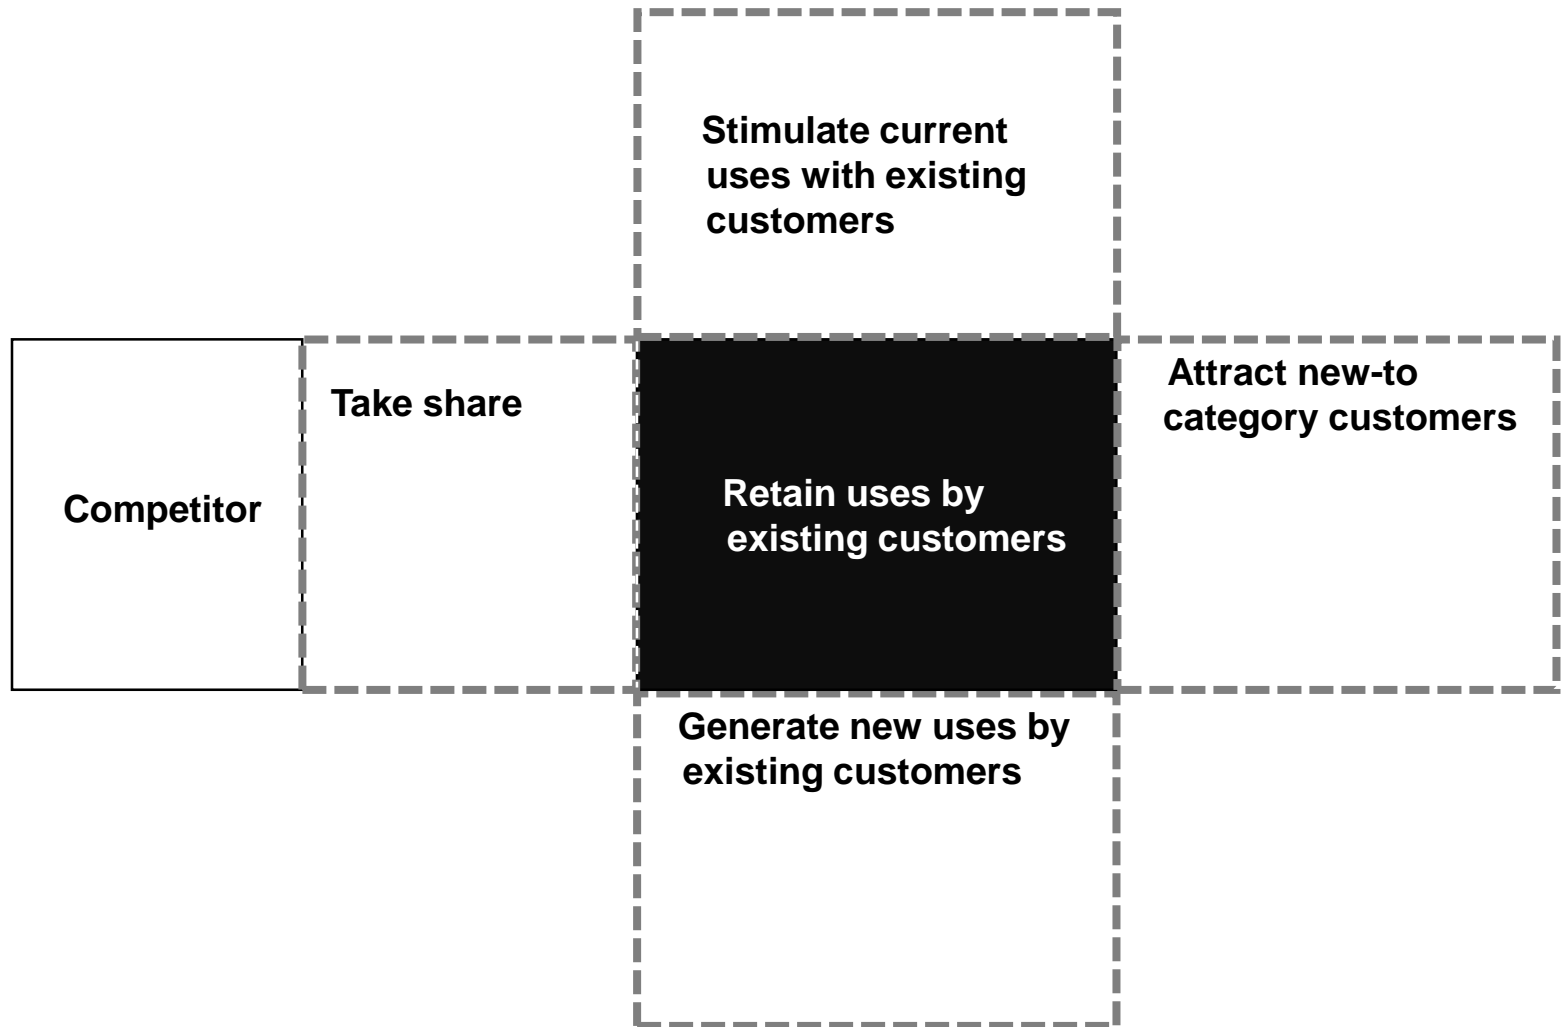 Stimulate current
uses with existing
customers
Take share
Attract new-to
category customers
Competitor
Retain uses by
existing customers
Generate new uses by
existing customers